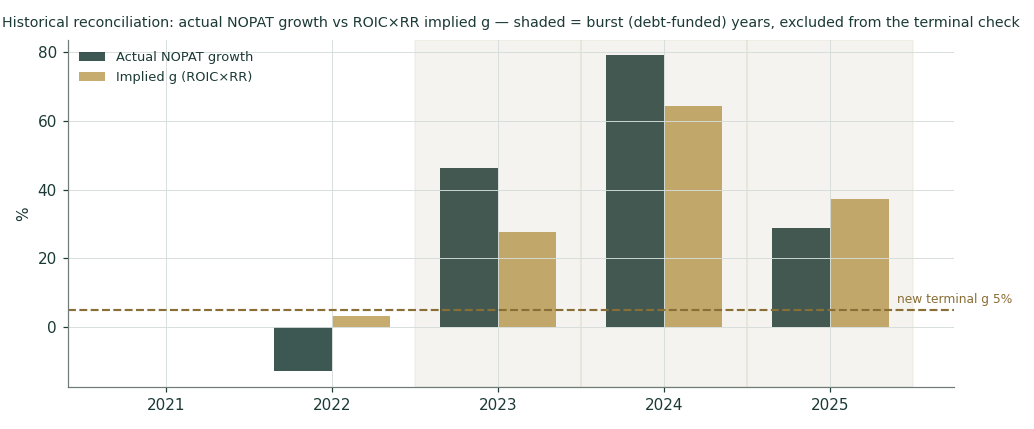 Historical reconciliation: actual NOPAT growth vs ROIC×RR implied g — shaded = burst (debt-funded) years, excluded from the terminal check
Actual NOPAT growth
Implied g (ROIC×RR)
80
60
40
20
0
%
new terminal g 5%
2021 2022 2023 2024 2025